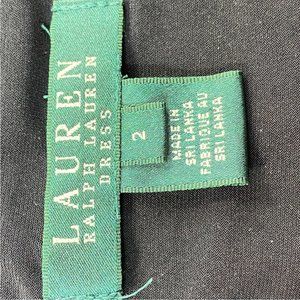 LAUREN
RALPH LAUREN
DRESS
2
MADE IN
SRI LANKA
FABRIQUE AU
SRI LANKA